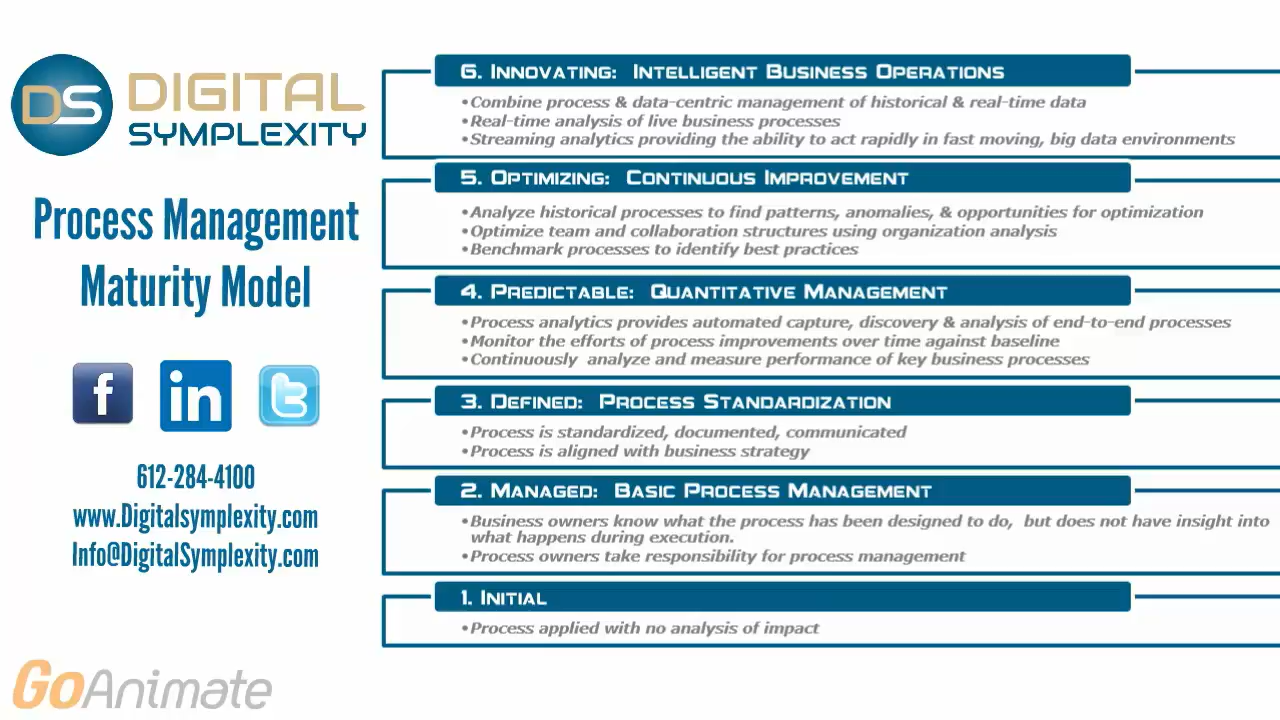 DS DIGITAL
SYMPLEXITY
Process Management
Maturity Model
f in t
612-284-4100
www.Digitalsymplexity.com
Info@DigitalSymplexity.com
GoAnimate
6. INNOVATING: INTELLIGENT BUSINESS OPERATIONS
•Combine process & data-centric management of historical & real-time data
•Real-time analysis of live business processes
•Streaming analytics providing the ability to act rapidly in fast moving, big data environments
5. OPTIMIZING: CONTINUOUS IMPROVEMENT
•Analyze historical processes to find patterns, anomalies, & opportunities for optimization
•Optimize team and collaboration structures using organization analysis
•Benchmark processes to identify best practices
4. PREDICTABLE: QUANTITATIVE MANAGEMENT
•Process analytics provides automated capture, discovery & analysis of end-to-end processes
•Monitor the efforts of process improvements over time against baseline
•Continuously analyze and measure performance of key business processes
3. DEFINED: PROCESS STANDARDIZATION
•Process is standardized, documented, communicated
•Process is aligned with business strategy
2. MANAGED: BASIC PROCESS MANAGEMENT
•Business owners know what the process has been designed to do, but does not have insight into
what happens during execution.
•Process owners take responsibility for process management
1. INITIAL
•Process applied with no analysis of impact